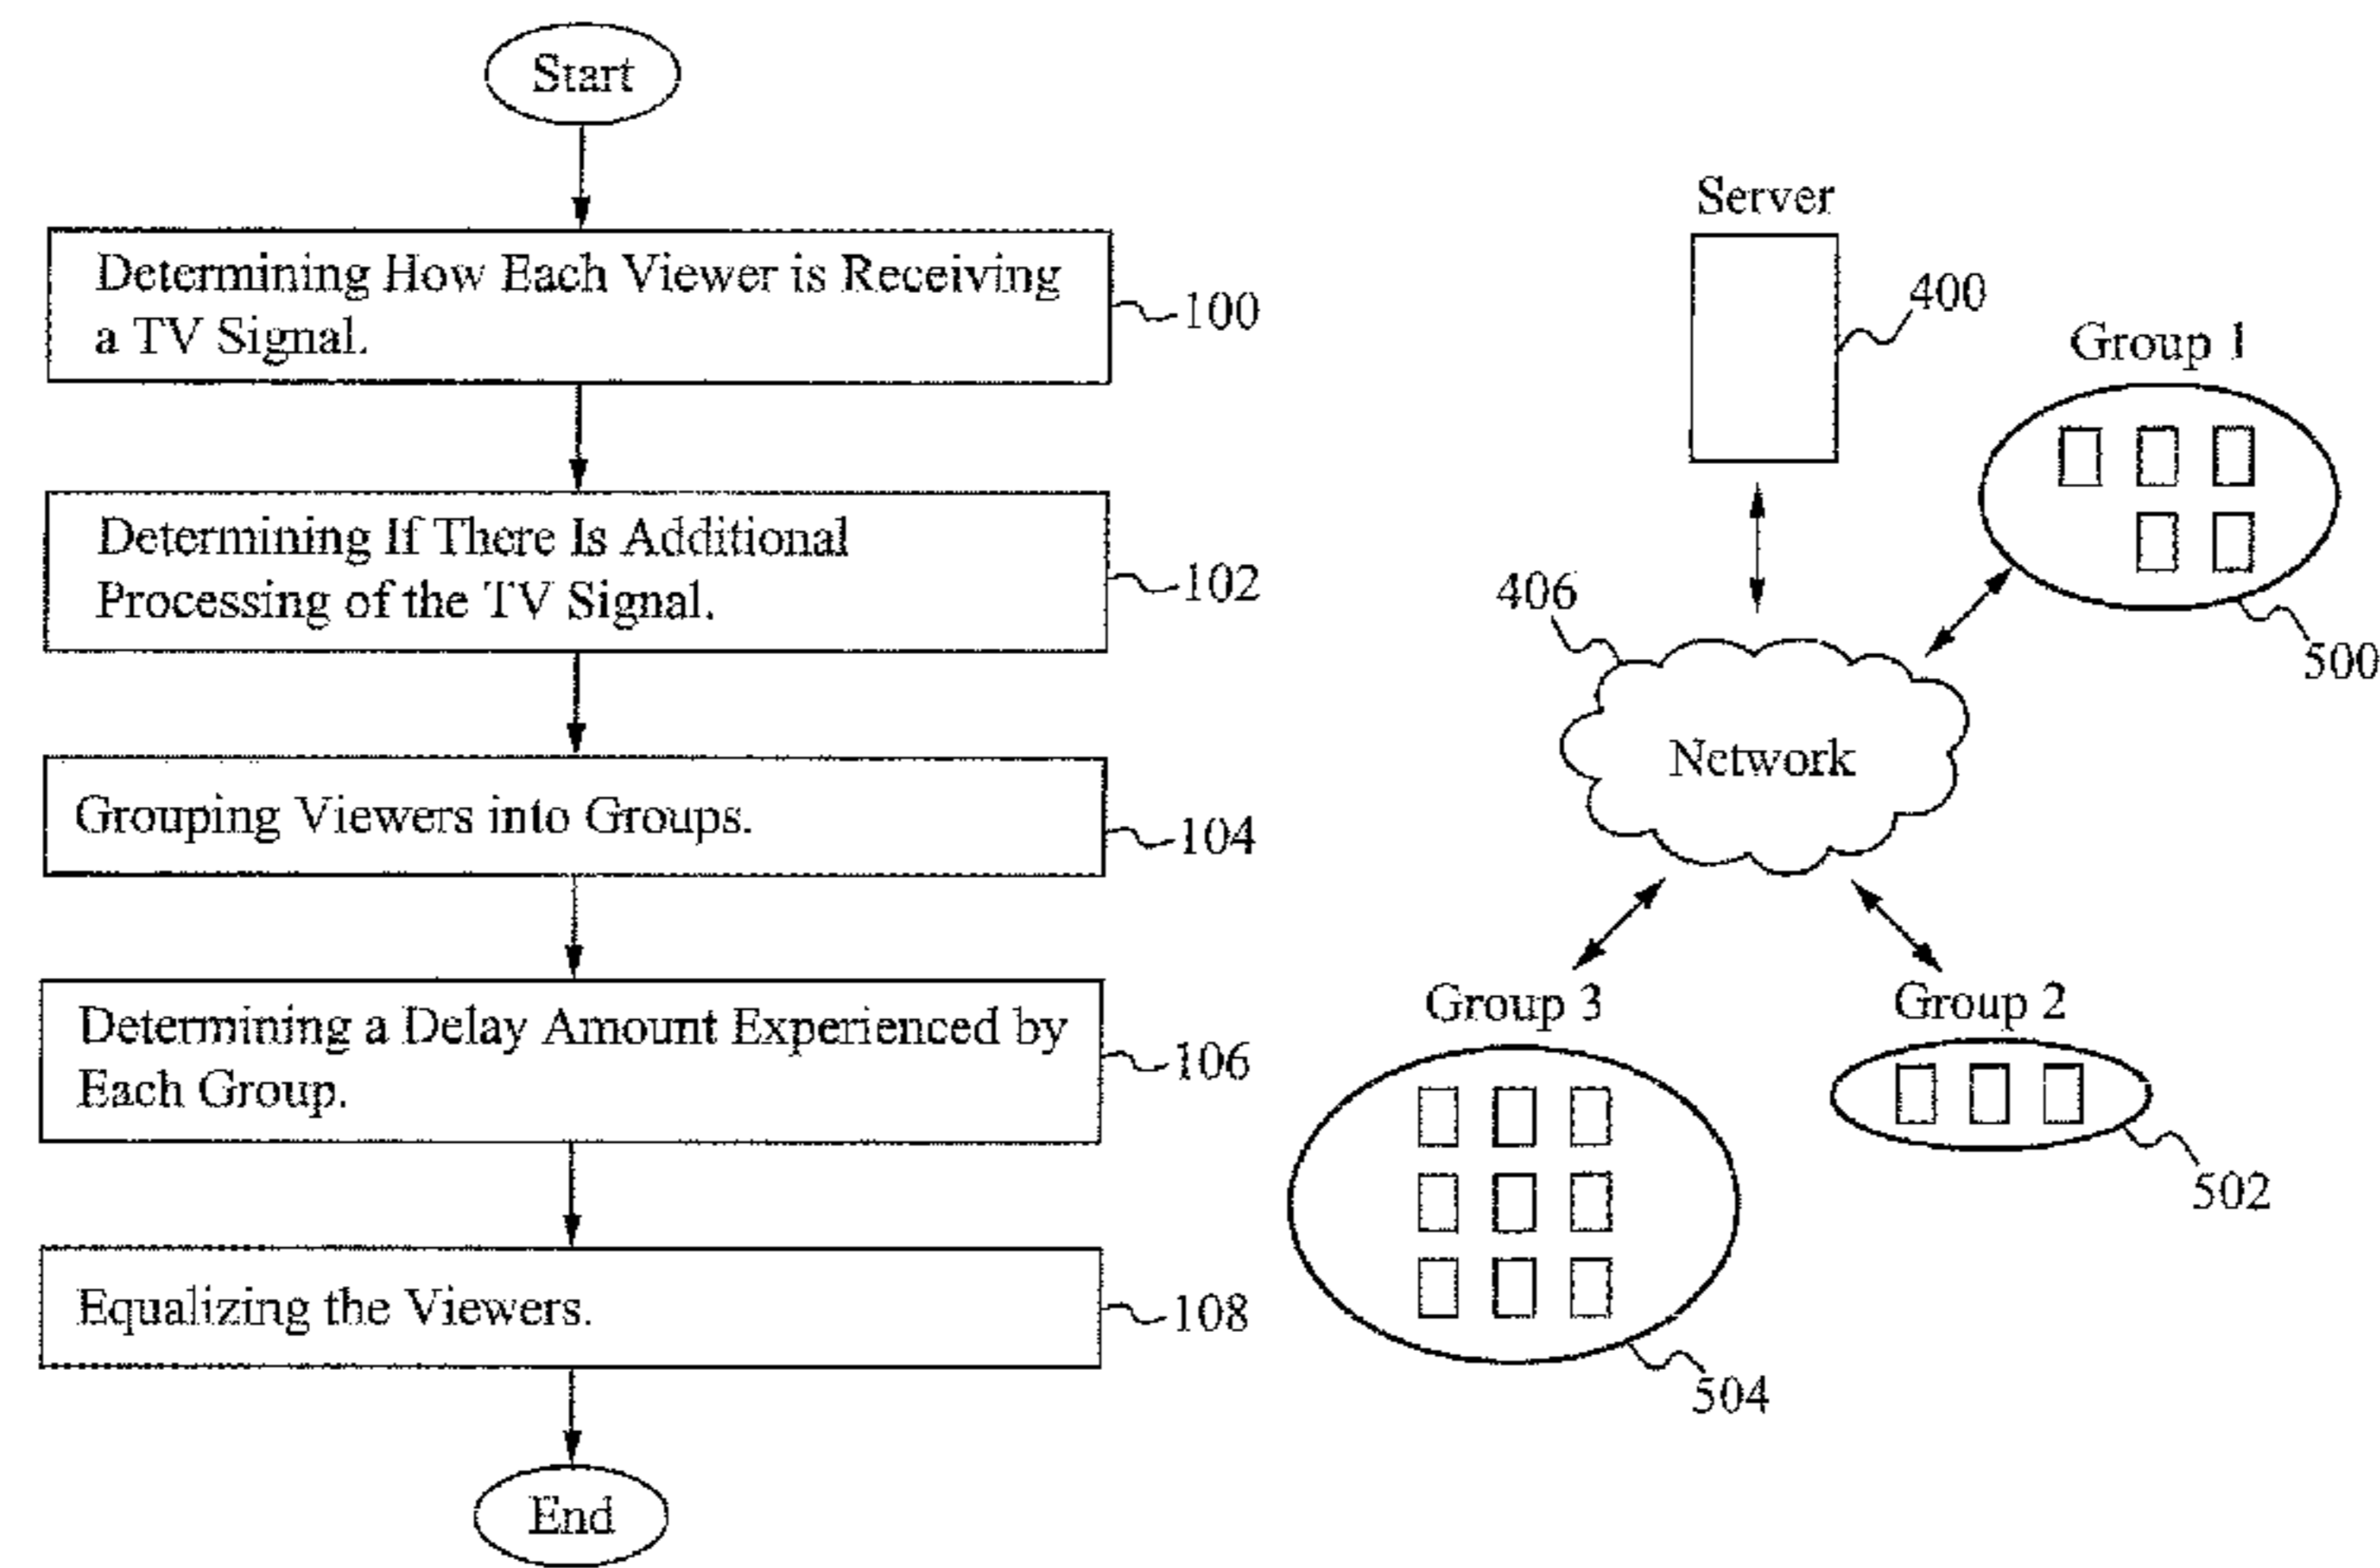 Start
Determining How Each Viewer is Receiving
a TV Signal.
100
Determining If There Is Additional
Processing of the TV Signal.
102
Grouping Viewers into Groups.
104
Determining a Delay Amount Experienced by
Each Group.
106
Equalizing the Viewers.
108
End
Server
400
Group 1
500
406
Network
Group 3
504
Group 2
502